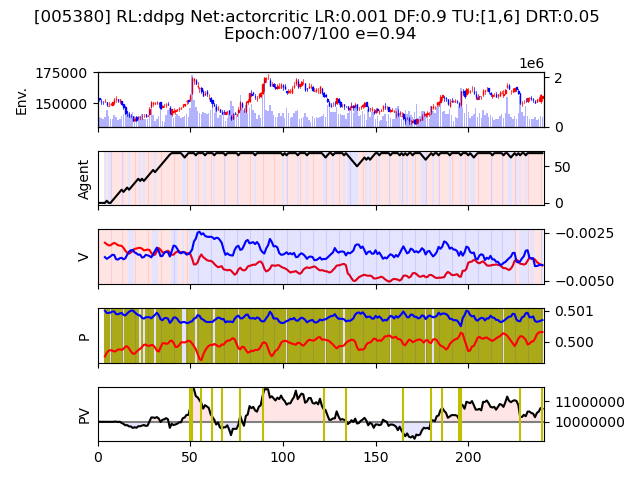 [005380] RL:ddpg Net:actorcritic LR:0.001 DF:0.9 TU:[1,6] DRT:0.05
Epoch:007/100 e=0.94
1e6
175000
150000
Env.
2
0
Agent
50
0
V
−0.0025
−0.0050
P
0.501
0.500
PV
11000000
10000000
0
50
100
150
200